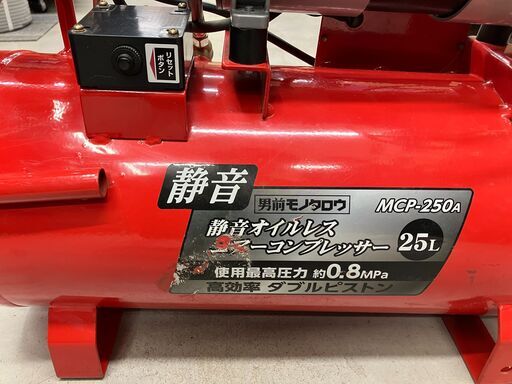 リセット
ボタン
静音
男前モノタロウ
MCP-250A
静音オイルレス
エアーコンプレッサー
25L
使用最高圧力 約0.8MPa
高効率 ダブルピストン